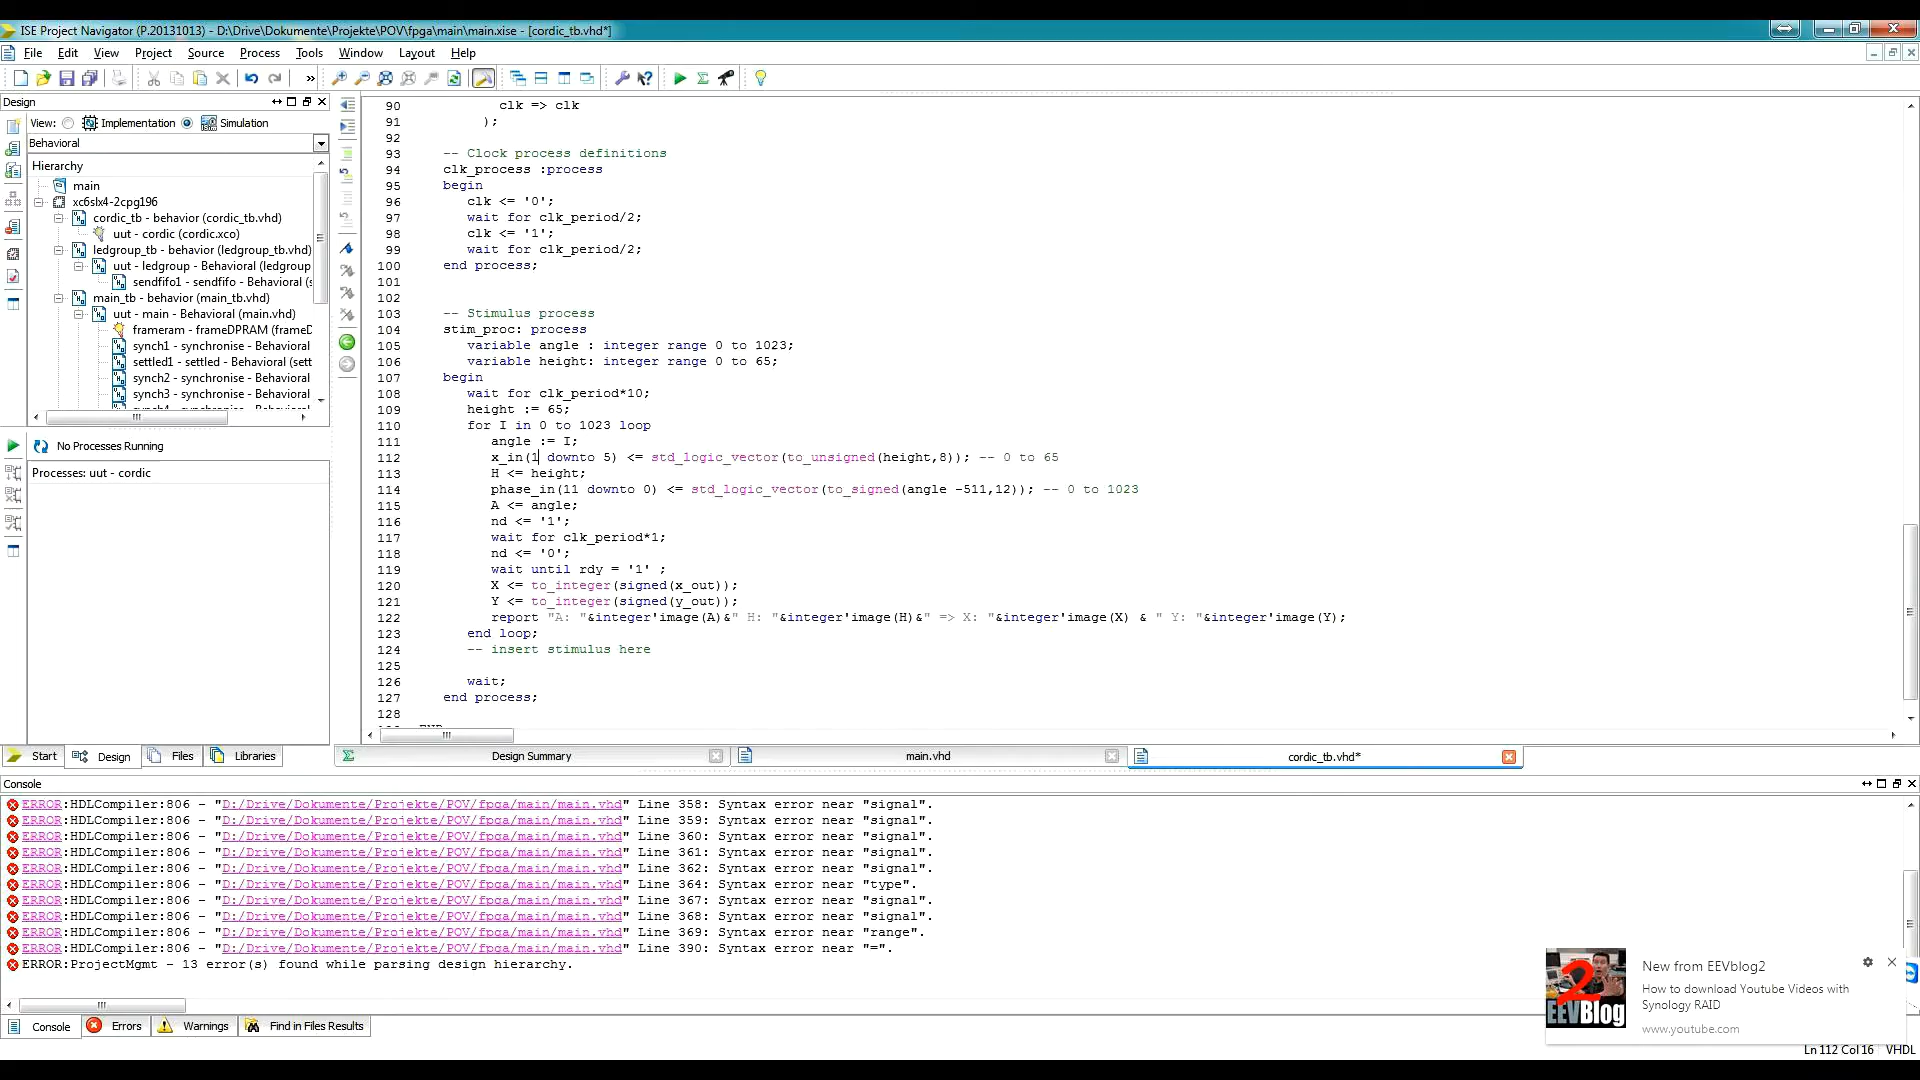 ISE Project Navigator (P.20131013) - D:\Drive\Dokumente\Projekte\POV\fpga\main\main.xise - [cordic_tb.vhd*]
File Edit View Project Source Process Tools Window Layout Help
Design
View: Implementation Simulation
Behavioral
Hierarchy
main
xc6slx4-2cpg196
cordic_tb - behavior (cordic_tb.vhd)
uut - cordic (cordic.xco)
ledgroup_tb - behavior (ledgroup_tb.vhd)
uut - ledgroup - Behavioral (ledgroup
sendfifo1 - sendfifo - Behavioral (s
main_tb - behavior (main_tb.vhd)
uut - main - Behavioral (main.vhd)
frameram - frameDPRAM (frameD
synch1 - synchronise - Behavioral
settled1 - settled - Behavioral (sett
synch2 - synchronise - Behavioral
synch3 - synchronise - Behavioral
synch4 - synchronise - Behavioral
No Processes Running
Processes: uut - cordic
Start Design Files Libraries
90 clk => clk
91 );
92
93 -- Clock process definitions
94 clk_process :process
95 begin
96 clk <= '0';
97 wait for clk_period/2;
98 clk <= '1';
99 wait for clk_period/2;
100 end process;
101
102
103 -- Stimulus process
104 stim_proc: process
105 variable angle : integer range 0 to 1023;
106 variable height: integer range 0 to 65;
107 begin
108 wait for clk_period*10;
109 height := 65;
110 for I in 0 to 1023 loop
111 angle := I;
112 x_in(1 downto 5) <= std_logic_vector(to_unsigned(height,8)); -- 0 to 65
113 H <= height;
114 phase_in(11 downto 0) <= std_logic_vector(to_signed(angle -511,12)); -- 0 to 1023
115 A <= angle;
116 nd <= '1';
117 wait for clk_period*1;
118 nd <= '0';
119 wait until rdy = '1' ;
120 X <= to_integer(signed(x_out));
121 Y <= to_integer(signed(y_out));
122 report "A: "&integer'image(A)&" H: "&integer'image(H)&" => X: "&integer'image(X) & " Y: "&integer'image(Y);
123 end loop;
124 -- insert stimulus here
125
126 wait;
127 end process;
128
END
Design Summary main.vhd cordic_tb.vhd*
Console
ERROR:HDLCompiler:806 - "D:/Drive/Dokumente/Projekte/POV/fpga/main/main.vhd" Line 358: Syntax error near "signal".
ERROR:HDLCompiler:806 - "D:/Drive/Dokumente/Projekte/POV/fpga/main/main.vhd" Line 359: Syntax error near "signal".
ERROR:HDLCompiler:806 - "D:/Drive/Dokumente/Projekte/POV/fpga/main/main.vhd" Line 360: Syntax error near "signal".
ERROR:HDLCompiler:806 - "D:/Drive/Dokumente/Projekte/POV/fpga/main/main.vhd" Line 361: Syntax error near "signal".
ERROR:HDLCompiler:806 - "D:/Drive/Dokumente/Projekte/POV/fpga/main/main.vhd" Line 362: Syntax error near "signal".
ERROR:HDLCompiler:806 - "D:/Drive/Dokumente/Projekte/POV/fpga/main/main.vhd" Line 364: Syntax error near "type".
ERROR:HDLCompiler:806 - "D:/Drive/Dokumente/Projekte/POV/fpga/main/main.vhd" Line 367: Syntax error near "signal".
ERROR:HDLCompiler:806 - "D:/Drive/Dokumente/Projekte/POV/fpga/main/main.vhd" Line 368: Syntax error near "signal".
ERROR:HDLCompiler:806 - "D:/Drive/Dokumente/Projekte/POV/fpga/main/main.vhd" Line 369: Syntax error near "range".
ERROR:HDLCompiler:806 - "D:/Drive/Dokumente/Projekte/POV/fpga/main/main.vhd" Line 390: Syntax error near "=".
ERROR:ProjectMgmt - 13 error(s) found while parsing design hierarchy.
2
EEVBlog
New from EEVblog2
How to download Youtube Videos with
Synology RAID
www.youtube.com
Console Errors Warnings Find in Files Results
Ln 112 Col 16 VHDL